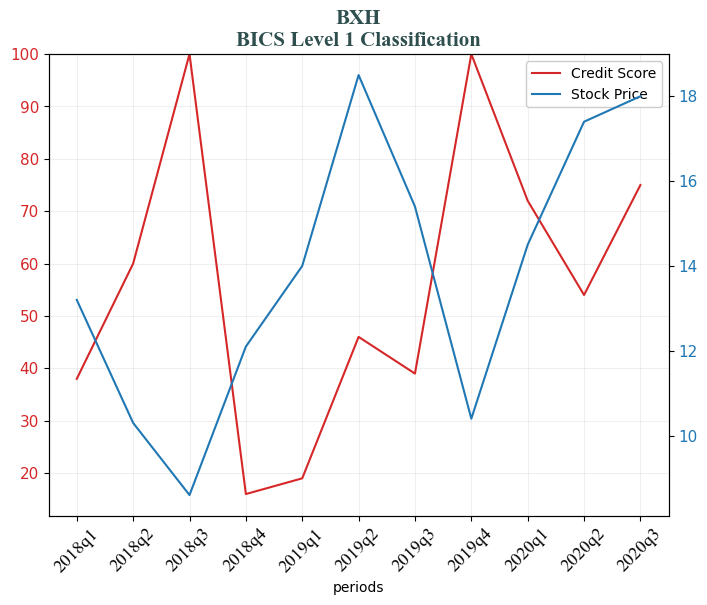 BXH
BICS Level 1 Classification
Credit Score
Stock Price
100
90
80
70
60
50
40
30
20
18
16
14
12
10
2018q1
2018q2
2018q3
2018q4
2019q1
2019q2
2019q3
2019q4
2020q1
2020q2
2020q3
periods